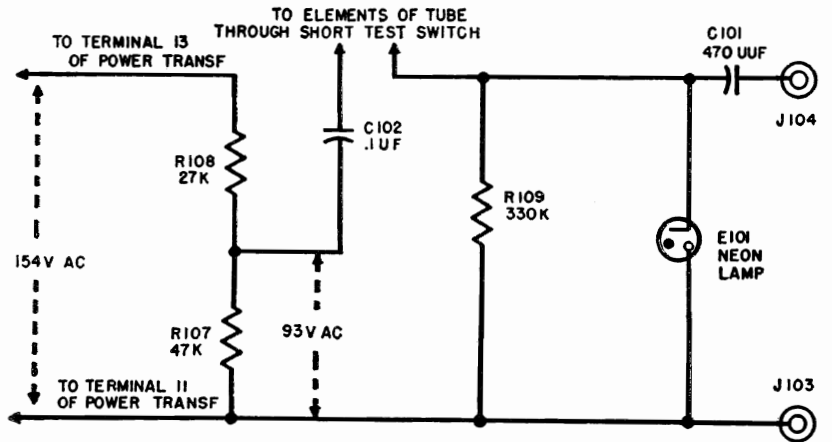 TO ELEMENTS OF TUBE
THROUGH SHORT TEST SWITCH
TO TERMINAL 13
OF POWER TRANSF
C101
470 UUF
J104
C102
.1UF
R108
27K
R109
330K
E101
NEON
LAMP
154V AC
93V AC
R107
47K
TO TERMINAL 11
OF POWER TRANSF
J103